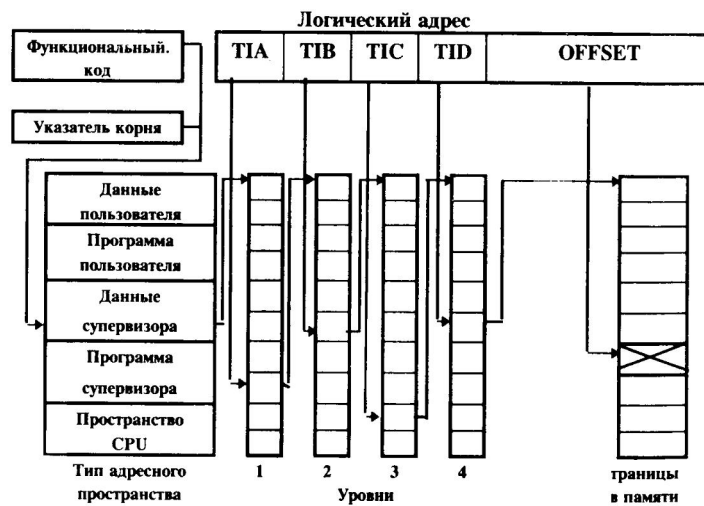 Логический адрес
Функциональный.
код
TIA TIB TIC TID OFFSET
Указатель корня
Данные
пользователя
Программа
пользователя
Данные
супервизора
Программа
супервизора
Пространство
CPU
Тип адресного
пространства
1 2 3 4
Уровни
траницы
в памяти